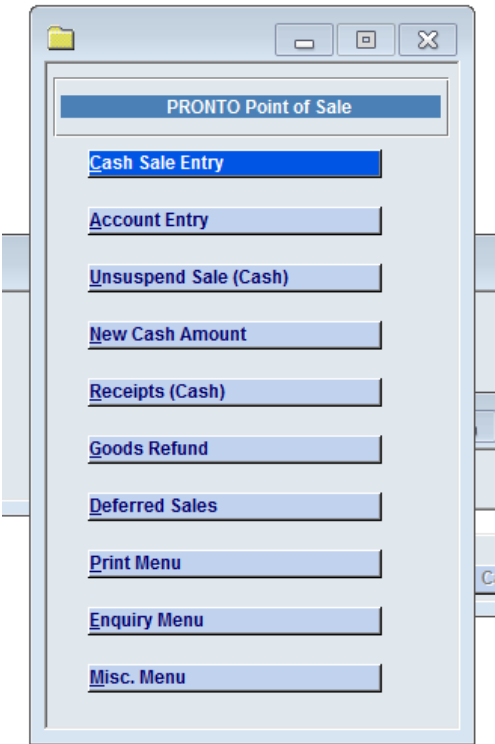 PRONTO Point of Sale
Cash Sale Entry
Account Entry
Unsuspend Sale (Cash)
New Cash Amount
Receipts (Cash)
Goods Refund
Deferred Sales
Print Menu
Enquiry Menu
Misc. Menu